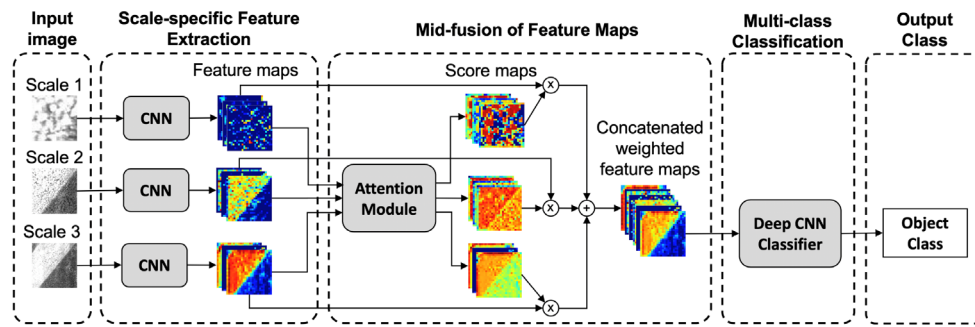 Input
image
Scale-specific Feature
Extraction
Mid-fusion of Feature Maps
Multi-class
Classification
Output
Class
Scale 1
Scale 2
Scale 3
CNN
CNN
CNN
Feature maps
Attention
Module
Score maps
x
x
x
+
Concatenated
weighted
feature maps
Deep CNN
Classifier
Object
Class